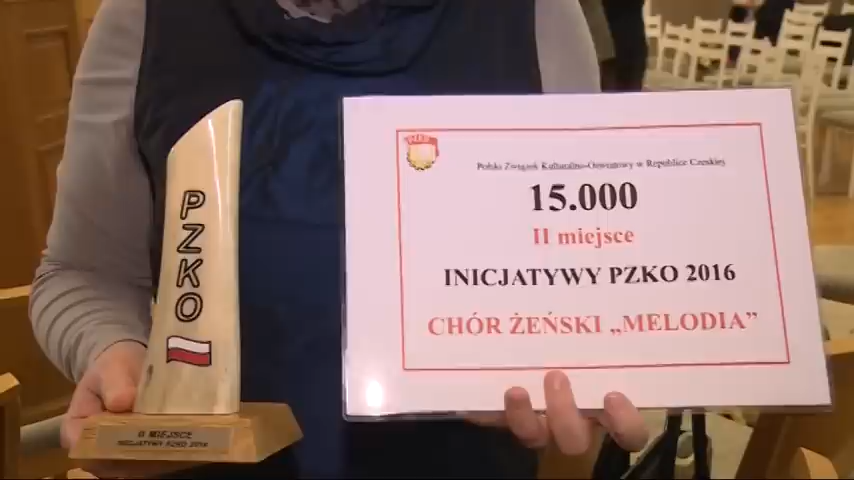 PZKO
Polski Związek Kulturalno-Oświatowy w Republice Czeskiej
15.000
II miejsce
INICJATYWY PZKO 2016
CHÓR ŻEŃSKI „MELODIA”
PZKO
II MIEJSCE
INICJATYWY PZKO 2016